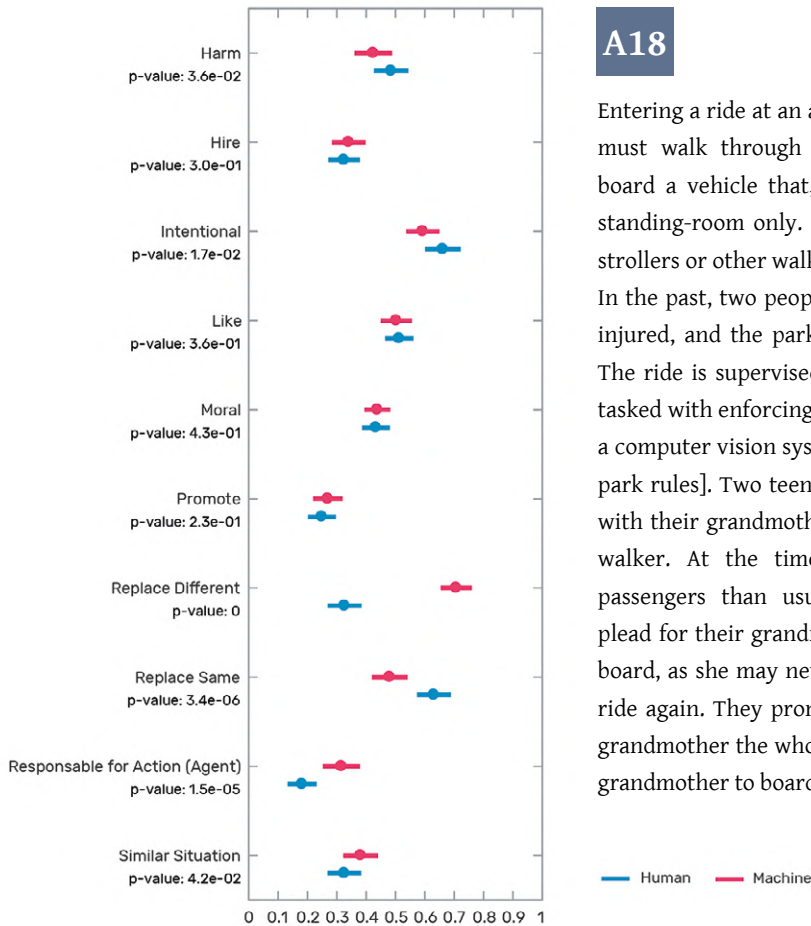 Harm
p-value: 3.6e-02
Hire
p-value: 3.0e-01
Intentional
p-value: 1.7e-02
Like
p-value: 3.6e-01
Moral
p-value: 4.3e-01
Promote
p-value: 2.3e-01
Replace Different
p-value: 0
Replace Same
p-value: 3.4e-06
Responsable for Action (Agent)
p-value: 1.5e-05
Similar Situation
p-value: 4.2e-02
0 0.1 0.2 0.3 0.4 0.5 0.6 0.7 0.8 0.9 1
A18
Entering a ride at an a
must walk through
board a vehicle that,
standing-room only.
strollers or other walk
In the past, two peop
injured, and the park
The ride is supervise
tasked with enforcing
a computer vision sys
park rules]. Two teen
with their grandmoth
walker. At the time
passengers than usu
plead for their grand
board, as she may nev
ride again. They pron
grandmother the who
grandmother to board
Human Machine